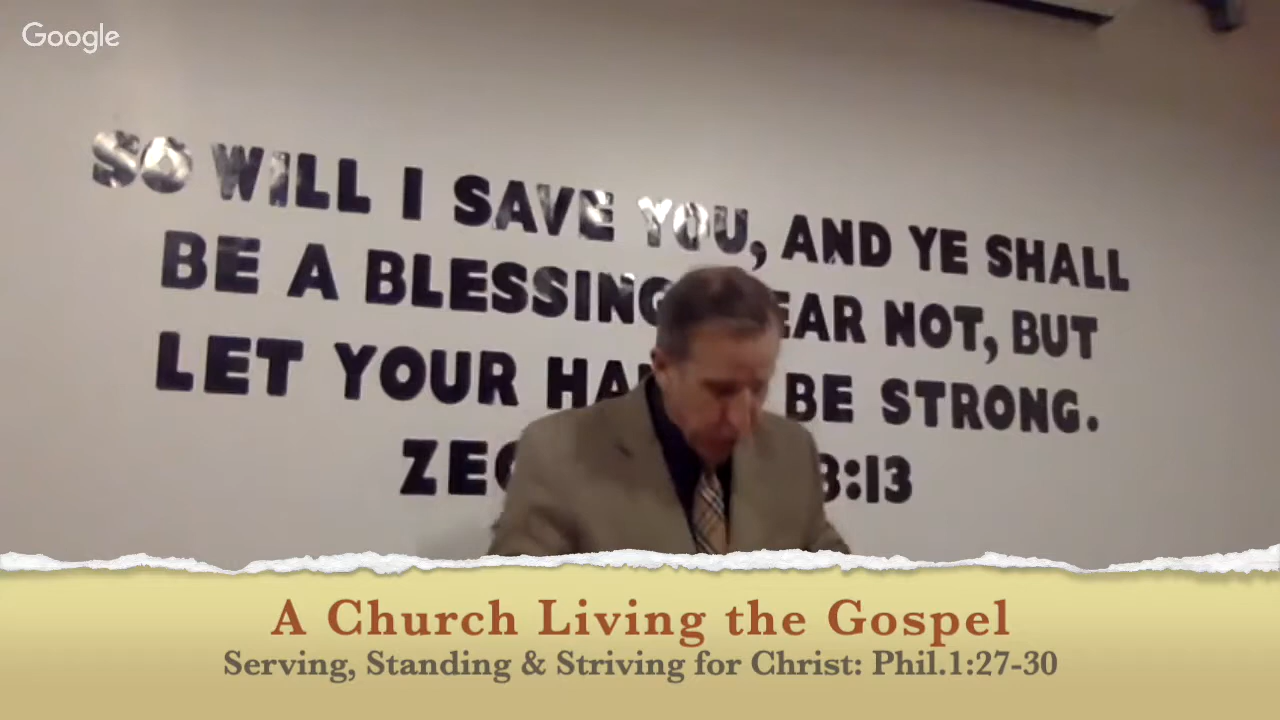 Google
SO WILL I SAVE YOU, AND YE SHALL
BE A BLESSING EAR NOT, BUT
LET YOUR HA BE STRONG.
ZEC 8:13
A Church Living the Gospel
Serving, Standing & Striving for Christ: Phil.1:27-30